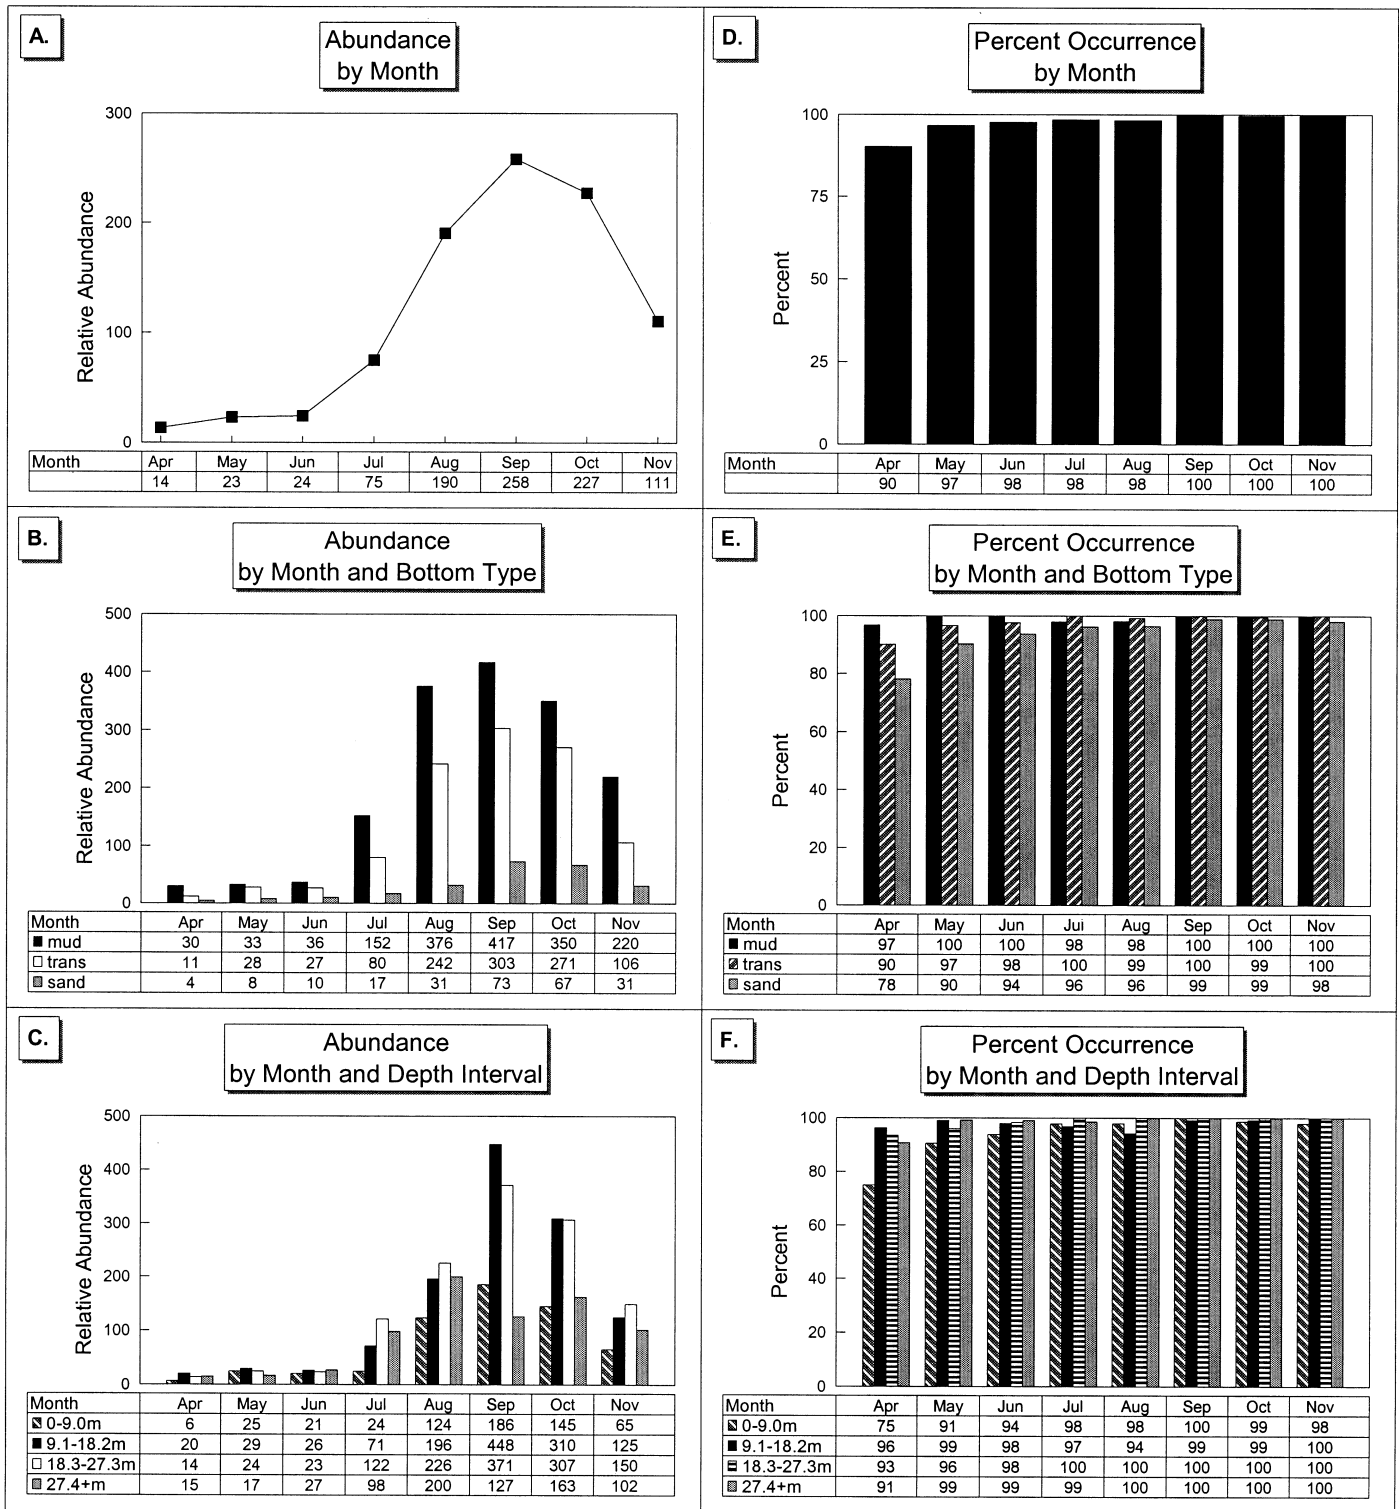 A.
Abundance
by Month
300
200
100
0
Relative Abundance
Month Apr May Jun Jul Aug Sep Oct Nov
14 23 24 75 190 258 227 111
D.
Percent Occurrence
by Month
100
75
50
25
0
Percent
Month Apr May Jun Jul Aug Sep Oct Nov
90 97 98 98 98 100 100 100
B.
Abundance
by Month and Bottom Type
500
400
300
200
100
0
Relative Abundance
Month Apr May Jun Jul Aug Sep Oct Nov
mud 30 33 36 152 376 417 350 220
trans 11 28 27 80 242 303 271 106
sand 4 8 10 17 31 73 67 31
E.
Percent Occurrence
by Month and Bottom Type
100
80
60
40
20
0
Percent
Month Apr May Jun Jui Aug Sep Oct Nov
mud 97 100 100 98 98 100 100 100
trans 90 97 98 100 99 100 99 100
sand 78 90 94 96 96 99 99 98
C.
Abundance
by Month and Depth Interval
500
400
300
200
100
0
Relative Abundance
Month Apr May Jun Jul Aug Sep Oct Nov
0-9.0m 6 25 21 24 124 186 145 65
9.1-18.2m 20 29 26 71 196 448 310 125
18.3-27.3m 14 24 23 122 226 371 307 150
27.4+m 15 17 27 98 200 127 163 102
F.
Percent Occurrence
by Month and Depth Interval
100
80
60
40
20
0
Percent
Month Apr May Jun Jul Aug Sep Oct Nov
0-9.0m 75 91 94 98 98 100 99 98
9.1-18.2m 96 99 98 97 94 99 99 100
18.3-27.3m 93 96 98 100 100 100 100 100
27.4+m 91 99 99 99 100 100 100 100